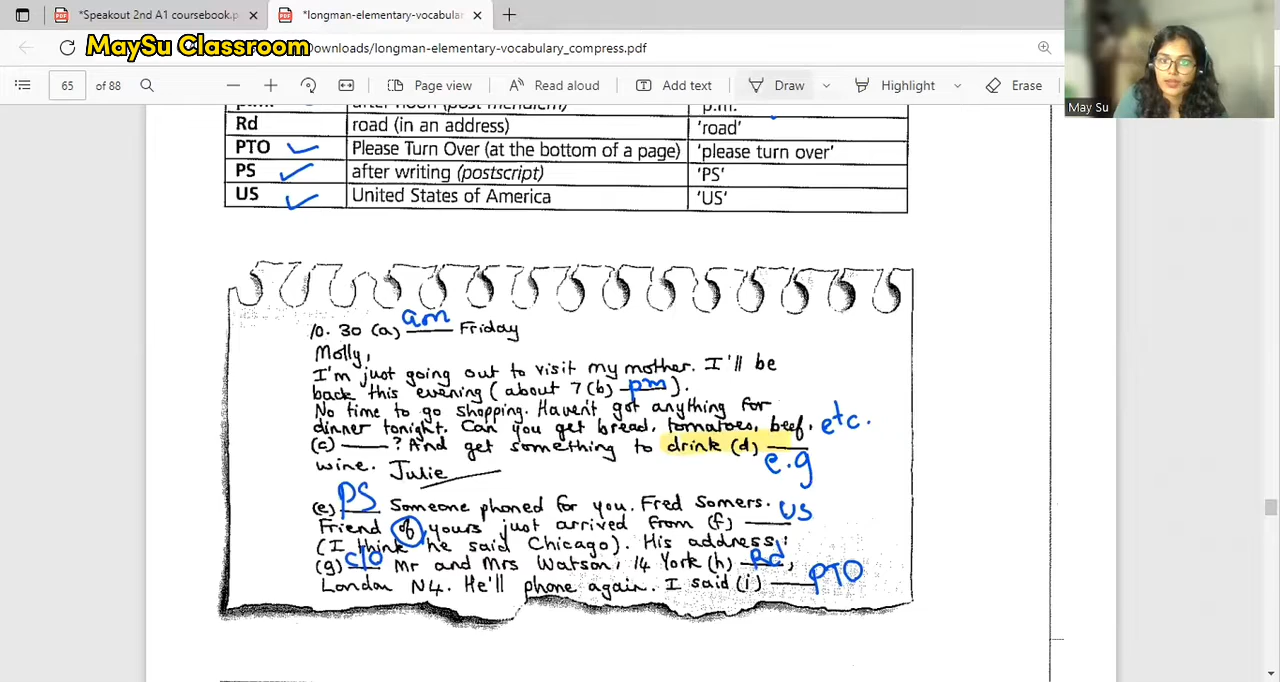 *Speakout 2nd A1 coursebook.p
*longman-elementary-vocabular
MaySu Classroom
Downloads/longman-elementary-vocabulary_compress.pdf
65 of 88
Page view
Read aloud
Add text
Draw
Highlight
Erase
May Su
p.m. after noon (post meridiem) 'p.m.'
Rd road (in an address) 'road'
PTO Please Turn Over (at the bottom of a page) 'please turn over'
PS after writing (postscript) 'PS'
US United States of America 'US'
10.30 (a) am Friday
Molly,
I'm just going out to visit my mother. I'll be
back this evening (about 7 (b) pm).
No time to go shopping. Haven't got anything for
dinner tonight. Can you get bread, tomatoes, beef, etc.
(c) ? And get something to drink (d) e.g
wine. Julie
(e) PS Someone phoned for you. Fred Somers.
Friend of yours just arrived from (f) US
(I think he said Chicago). His address:
(g) c/o Mr and Mrs Watson, 14 York (h) Rd,
London N4. He'll phone again. I said (i) PTO